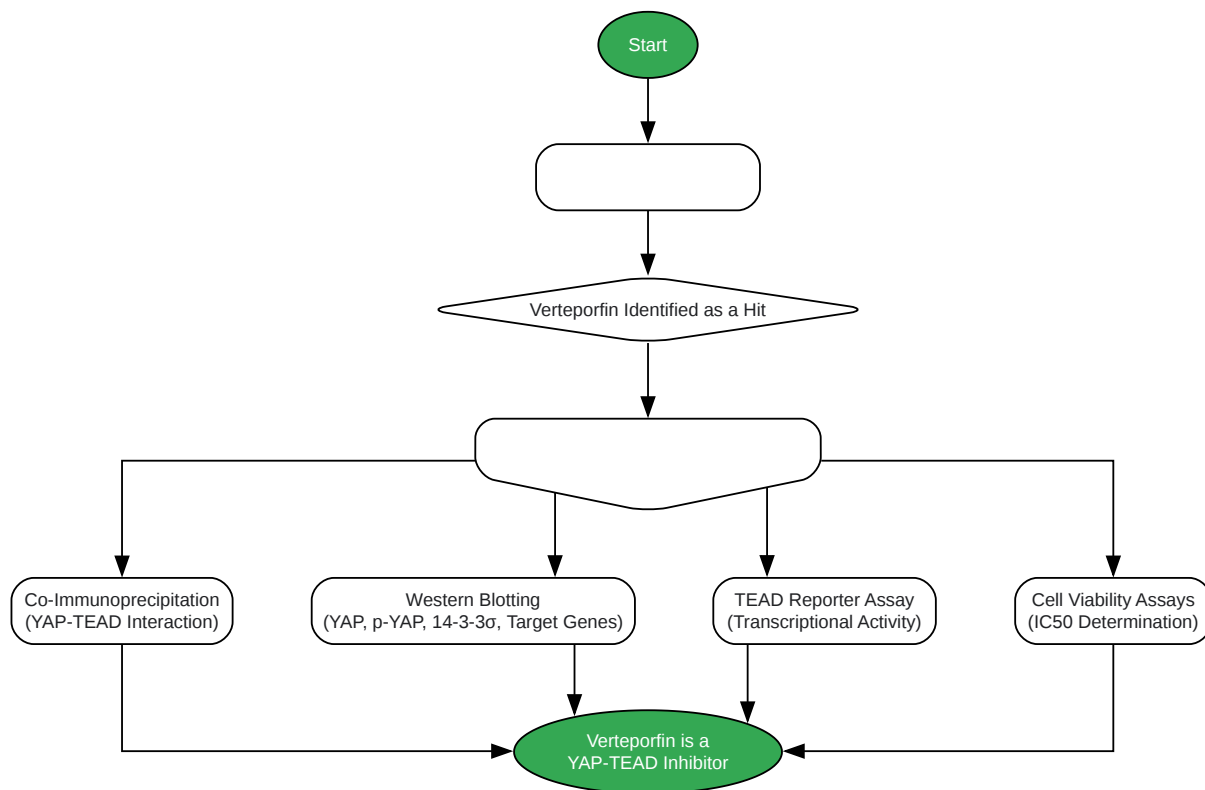 Start
Verteporfin Identified as a Hit
Co-Immunoprecipitation
(YAP-TEAD Interaction)
Western Blotting
(YAP, p-YAP, 14-3-3σ, Target Genes)
TEAD Reporter Assay
(Transcriptional Activity)
Cell Viability Assays
(IC50 Determination)
Verteporfin is a
YAP-TEAD Inhibitor